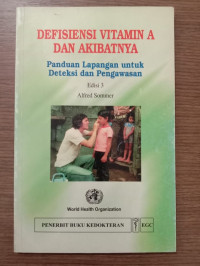 DEFISIENSI VITAMIN A
DAN AKIBATNYA
Panduan Lapangan untuk
Deteksi dan Pengawasan
Edisi 3
Alfred Sommer
World Health Organization
PENERBIT BUKU KEDOKTERAN EGC